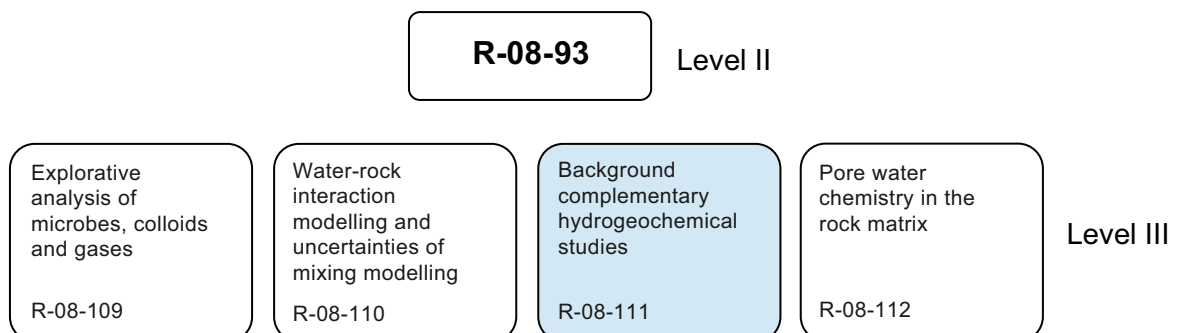 R-08-93
Level II
Explorative
analysis of
microbes, colloids
and gases
R-08-109
Water-rock
interaction
modelling and
uncertainties of
mixing modelling
R-08-110
Background
complementary
hydrogeochemical
studies
R-08-111
Pore water
chemistry in the
rock matrix
R-08-112
Level III